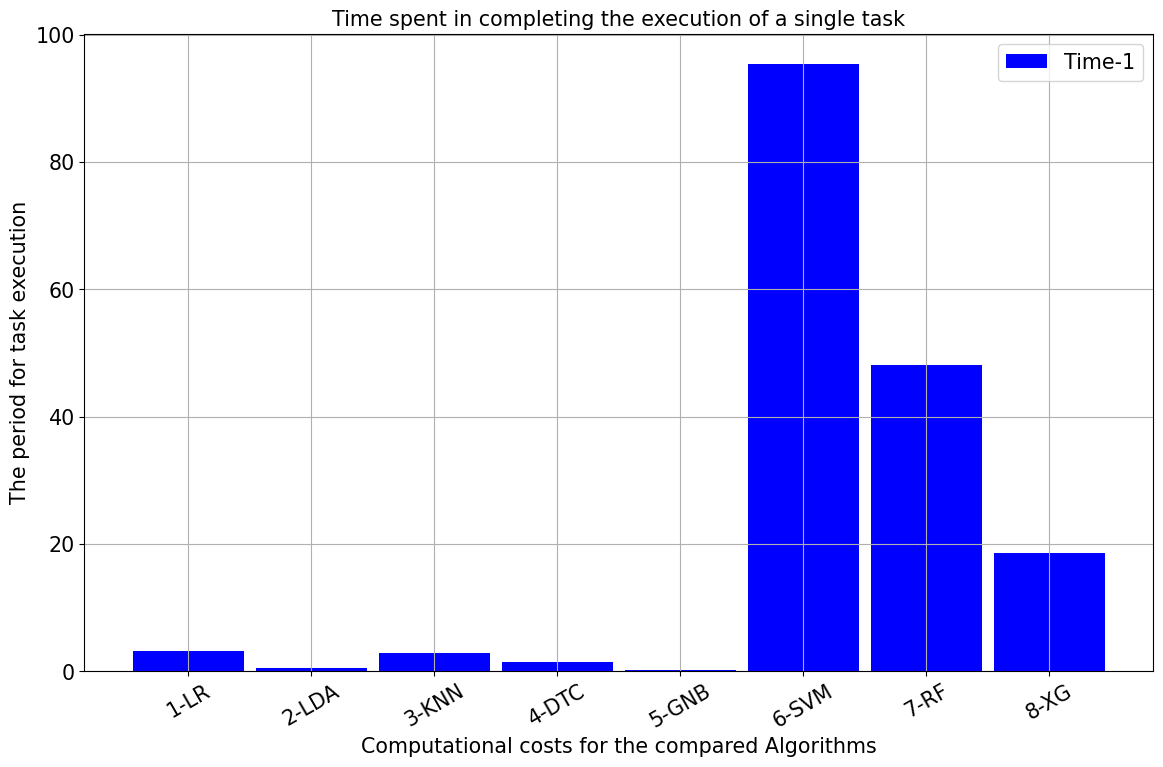 Time spent in completing the execution of a single task
Time-1
The period for task execution
100
80
60
40
20
0
1-LR
2-LDA
3-KNN
4-DTC
5-GNB
6-SVM
7-RF
8-XG
Computational costs for the compared Algorithms